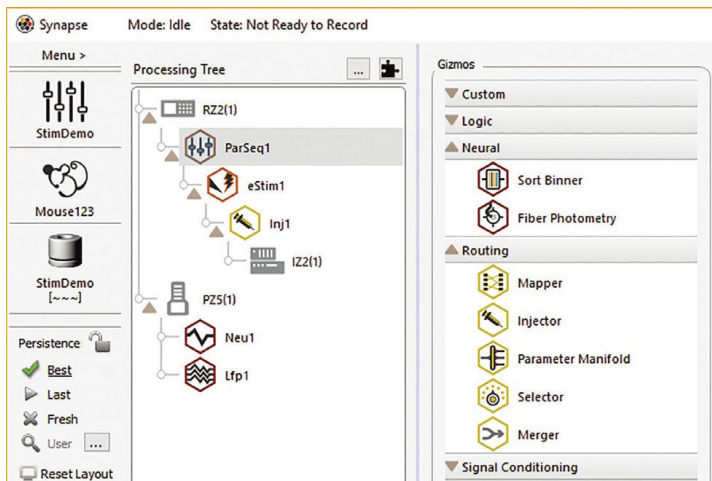 Synapse Mode: Idle State: Not Ready to Record
Menu >
StimDemo
Mouse123
StimDemo
[~~~]
Persistence
Best
Last
Fresh
User ...
Reset Layout
Processing Tree ...
RZ2(1)
ParSeq1
eStim1
Inj1
IZ2(1)
PZ5(1)
Neu1
Lfp1
Gizmos
Custom
Logic
Neural
Sort Binner
Fiber Photometry
Routing
Mapper
Injector
Parameter Manifold
Selector
Merger
Signal Conditioning